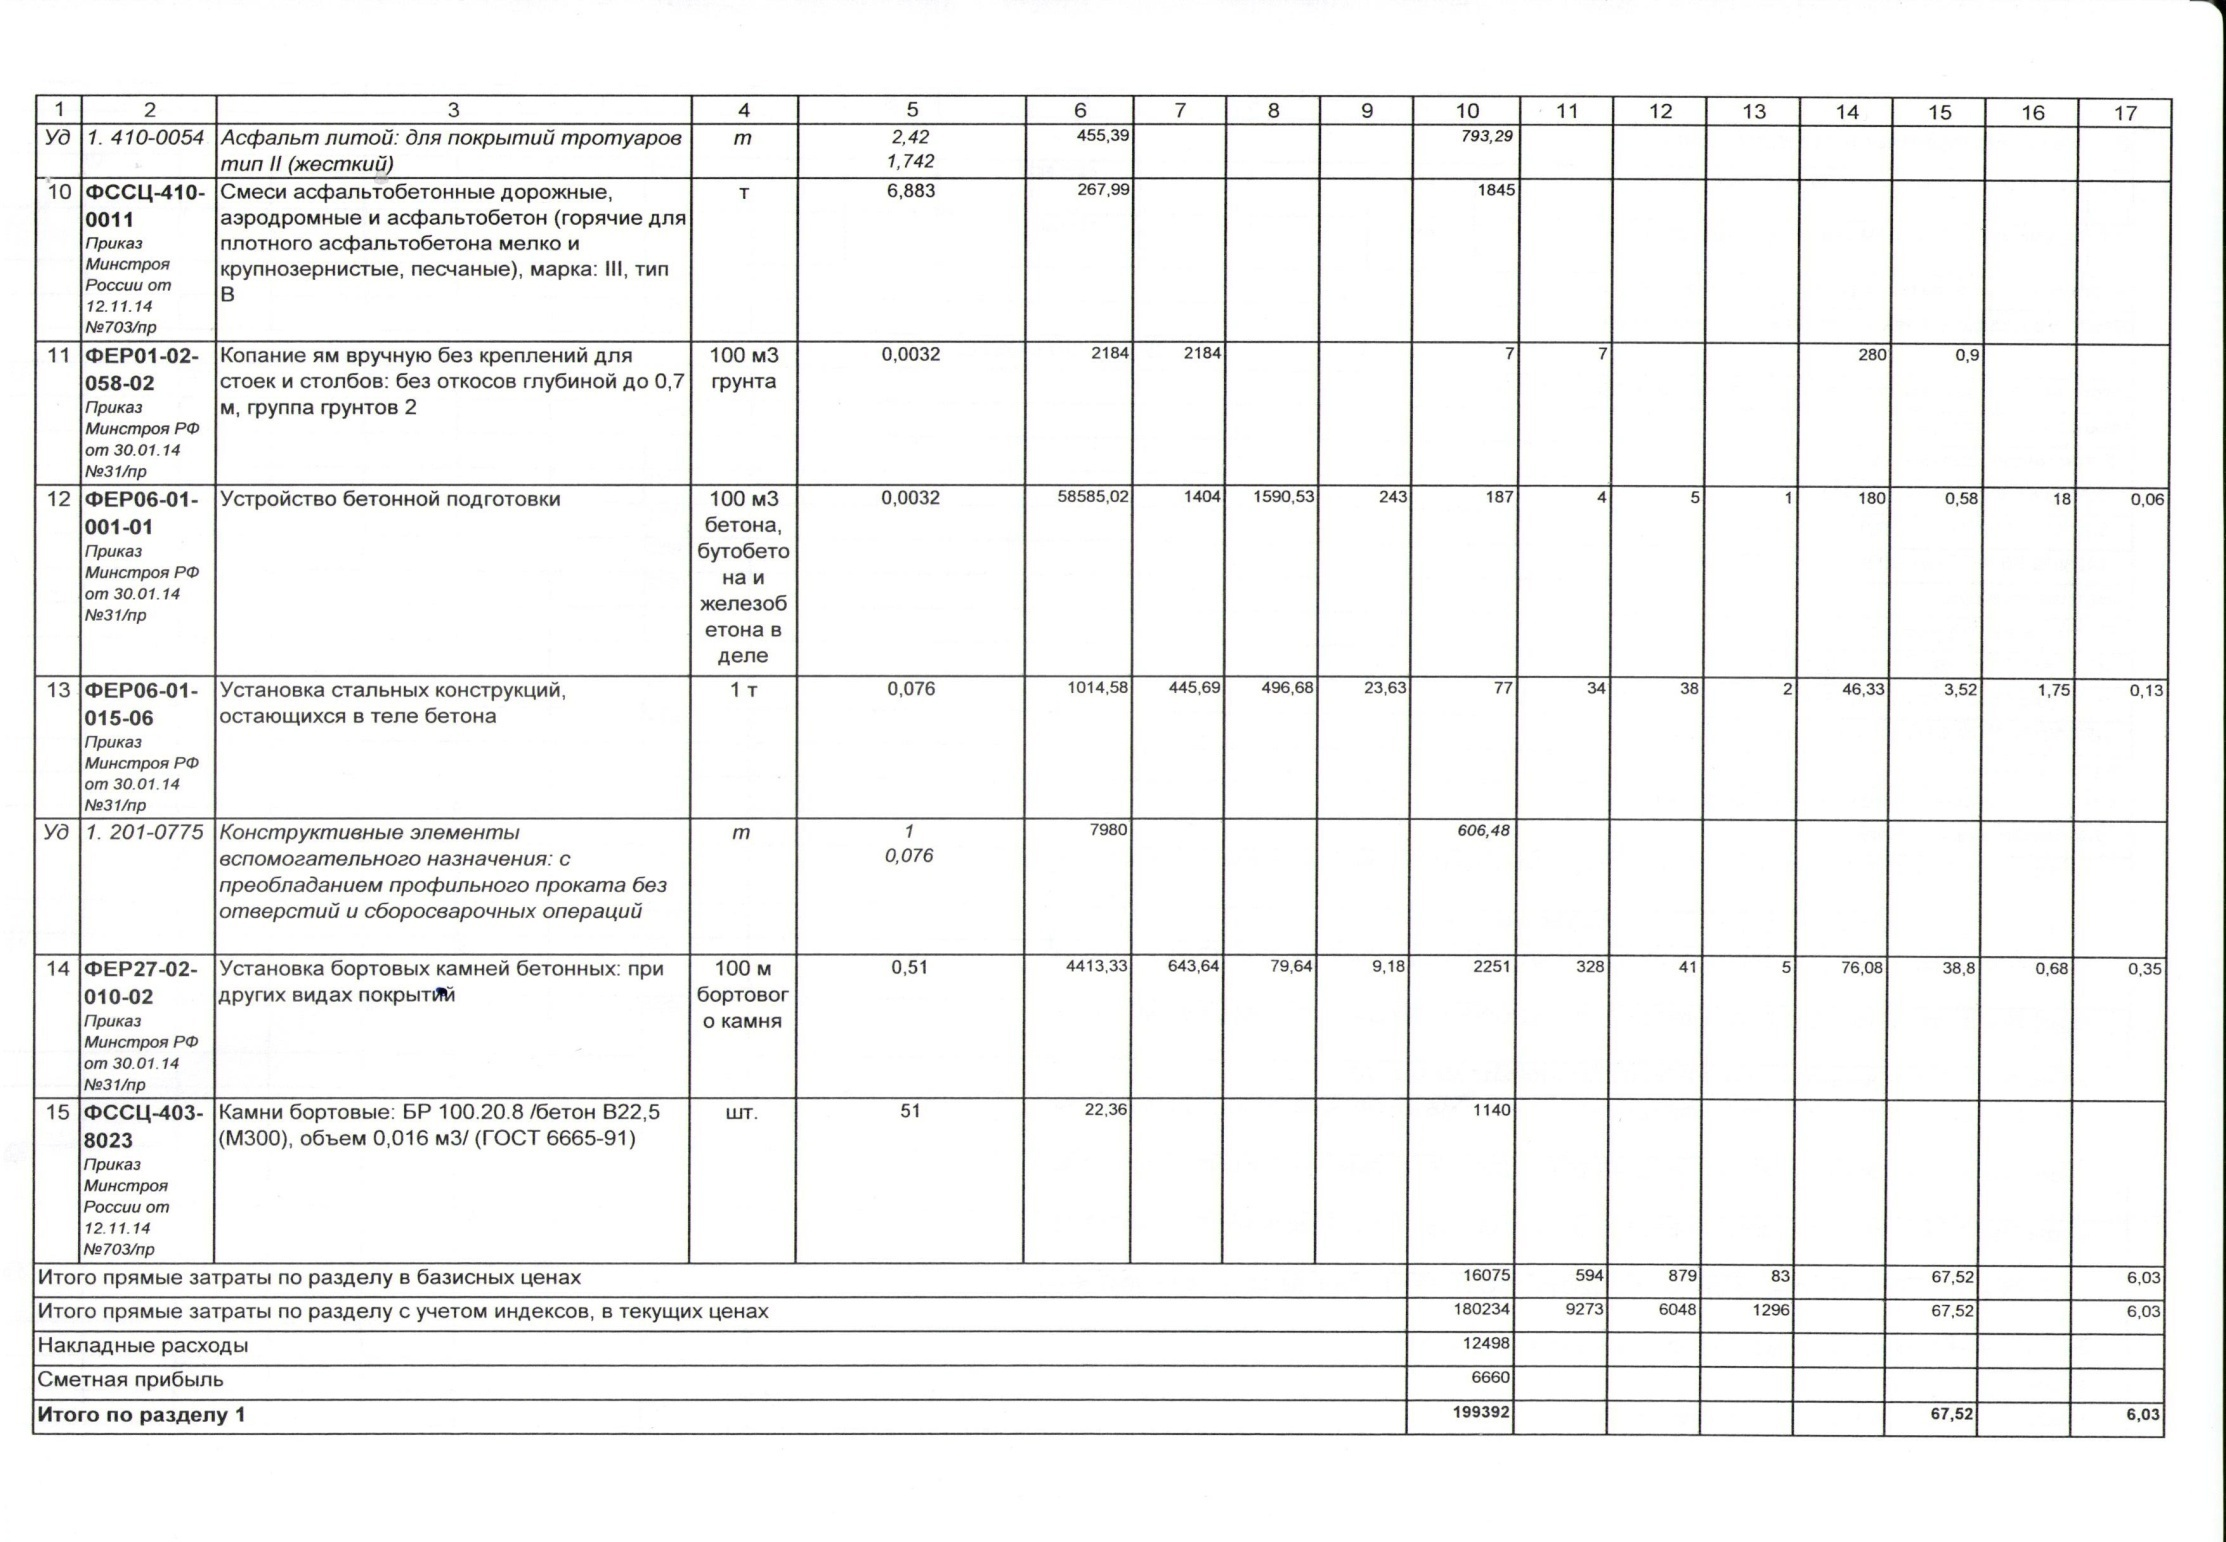 1 2 3 4 5 6 7 8 9 10 11 12 13 14 15 16 17
Уд 1. 410-0054 Асфальт литой: для покрытий тротуаров т 2,42 455,39 793,29
тип II (жесткий) 1,742
10 ФССЦ-410- Смеси асфальтобетонные дорожные, т 6,883 267,99 1845
0011 аэродромные и асфальтобетон (горячие для
Приказ плотного асфальтобетона мелко и
Минстроя крупнозернистые, песчаные), марка: III, тип
России от В
12.11.14
№703/пр
11 ФЕР01-02- Копание ям вручную без креплений для 100 м3 0,0032 2184 2184 7 7 280 0,9
058-02 стоек и столбов: без откосов глубиной до 0,7 грунта
Приказ м, группа грунтов 2
Минстроя РФ
от 30.01.14
№31/пр
12 ФЕР06-01- Устройство бетонной подготовки 100 м3 0,0032 58585,02 1404 1590,53 243 187 4 5 1 180 0,58 18 0,06
001-01 бетона,
Приказ бутобето
Минстроя РФ на и
от 30.01.14 железоб
№31/пр етона в
деле
13 ФЕР06-01- Установка стальных конструкций, 1 т 0,076 1014,58 445,69 496,68 23,63 77 34 38 2 46,33 3,52 1,75 0,13
015-06 остающихся в теле бетона
Приказ
Минстроя РФ
от 30.01.14
№31/пр
Уд 1. 201-0775 Конструктивные элементы т 1 7980 606,48
вспомогательного назначения: с 0,076
преобладанием профильного проката без
отверстий и сборосварочных операций
14 ФЕР27-02- Установка бортовых камней бетонных: при 100 м 0,51 4413,33 643,64 79,64 9,18 2251 328 41 5 76,08 38,8 0,68 0,35
010-02 других видах покрытий бортовог
Приказ о камня
Минстроя РФ
от 30.01.14
№31/пр
15 ФССЦ-403- Камни бортовые: БР 100.20.8 /бетон В22,5 шт. 51 22,36 1140
8023 (М300), объем 0,016 м3/ (ГОСТ 6665-91)
Приказ
Минстроя
России от
12.11.14
№703/пр
Итого прямые затраты по разделу в базисных ценах 16075 594 879 83 67,52 6,03
Итого прямые затраты по разделу с учетом индексов, в текущих ценах 180234 9273 6048 1296 67,52 6,03
Накладные расходы 12498
Сметная прибыль 6660
Итого по разделу 1 199392 67,52 6,03